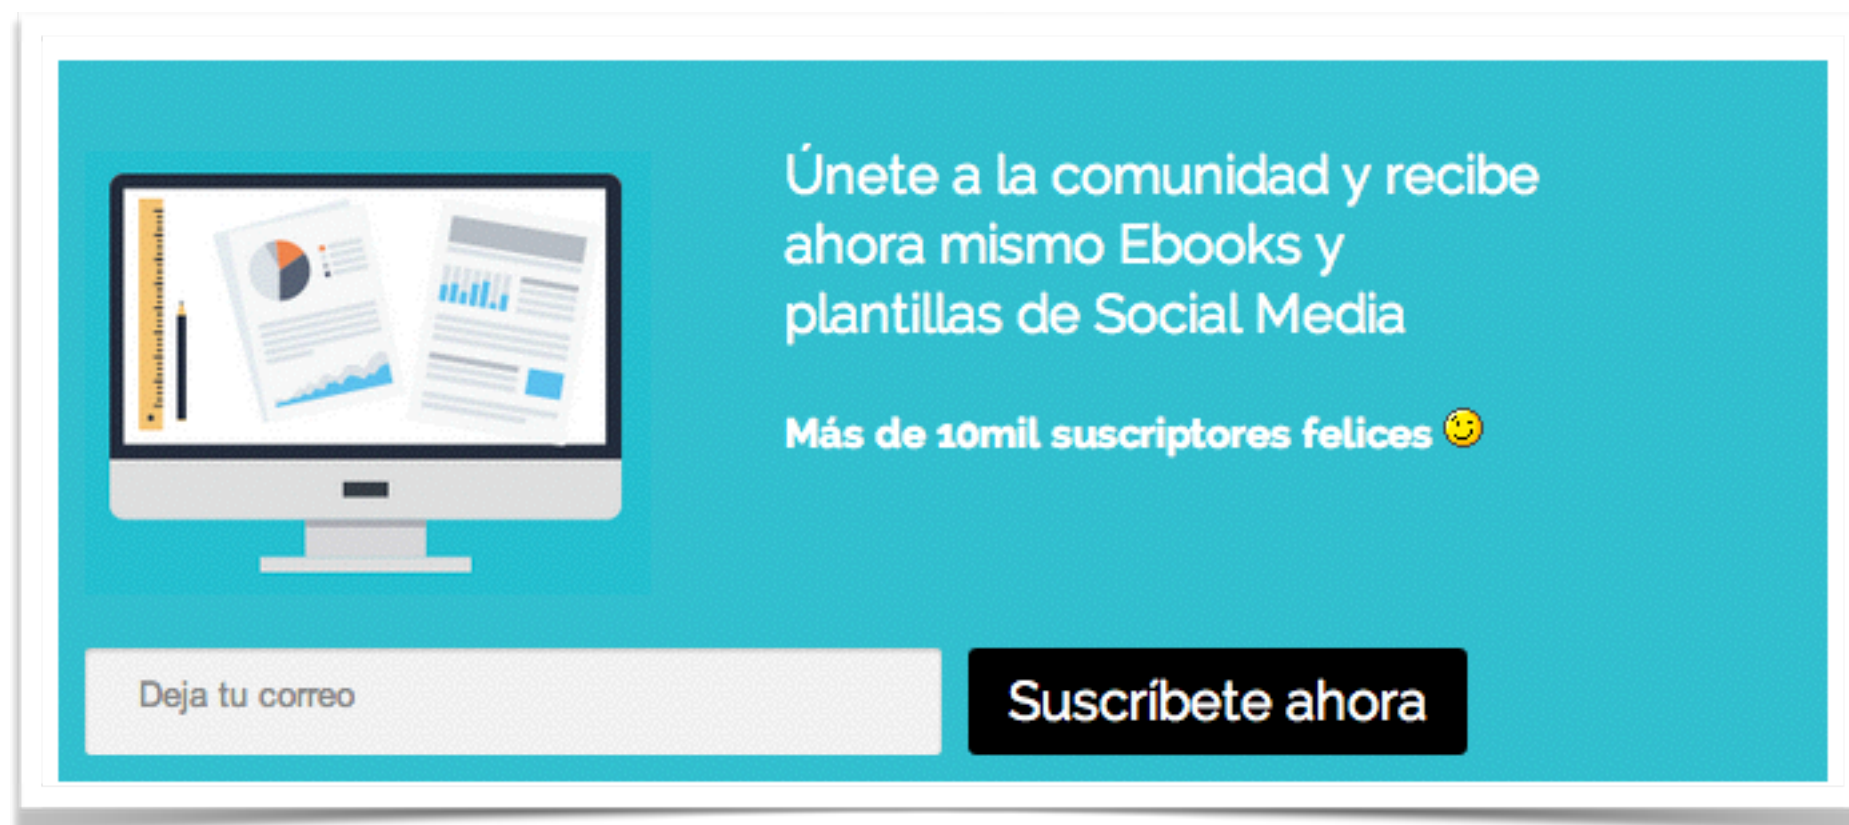 Únete a la comunidad y recibe
ahora mismo Ebooks y
plantillas de Social Media
Más de 10mil suscriptores felices
Deja tu correo
Suscríbete ahora